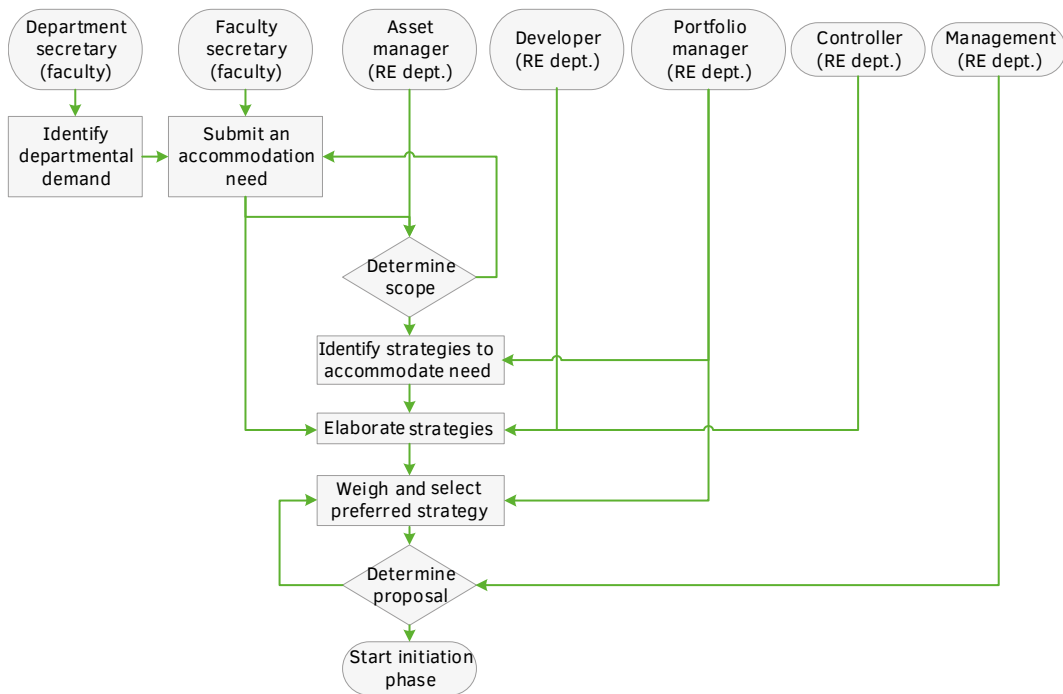 Department
secretary
(faculty)
Faculty
secretary
(faculty)
Asset
manager
(RE dept.)
Developer
(RE dept.)
Portfolio
manager
(RE dept.)
Controller
(RE dept.)
Management
(RE dept.)
Identify
departmental
demand
Submit an
accommodation
need
Determine
scope
Identify strategies to
accommodate need
Elaborate strategies
Weigh and select
preferred strategy
Determine
proposal
Start initiation
phase